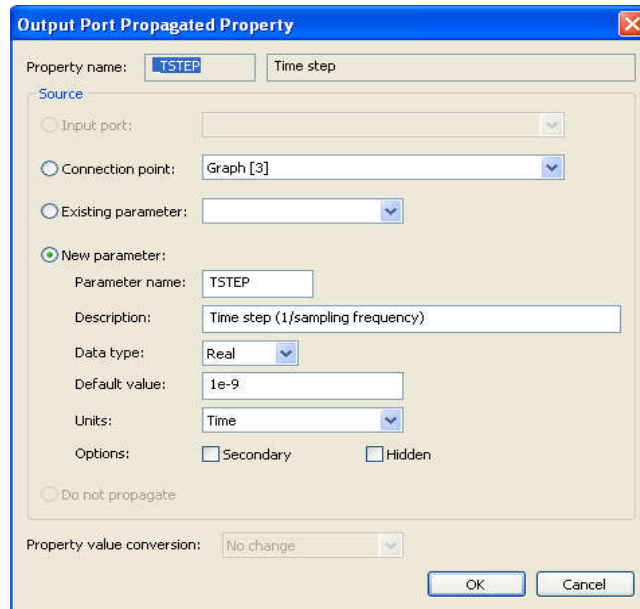 Output Port Propagated Property
Property name: _TSTEP Time step
Source
Input port:
Connection point: Graph [3]
Existing parameter:
New parameter:
Parameter name: TSTEP
Description: Time step (1/sampling frequency)
Data type: Real
Default value: 1e-9
Units: Time
Options: Secondary Hidden
Do not propagate
Property value conversion: No change
OK Cancel